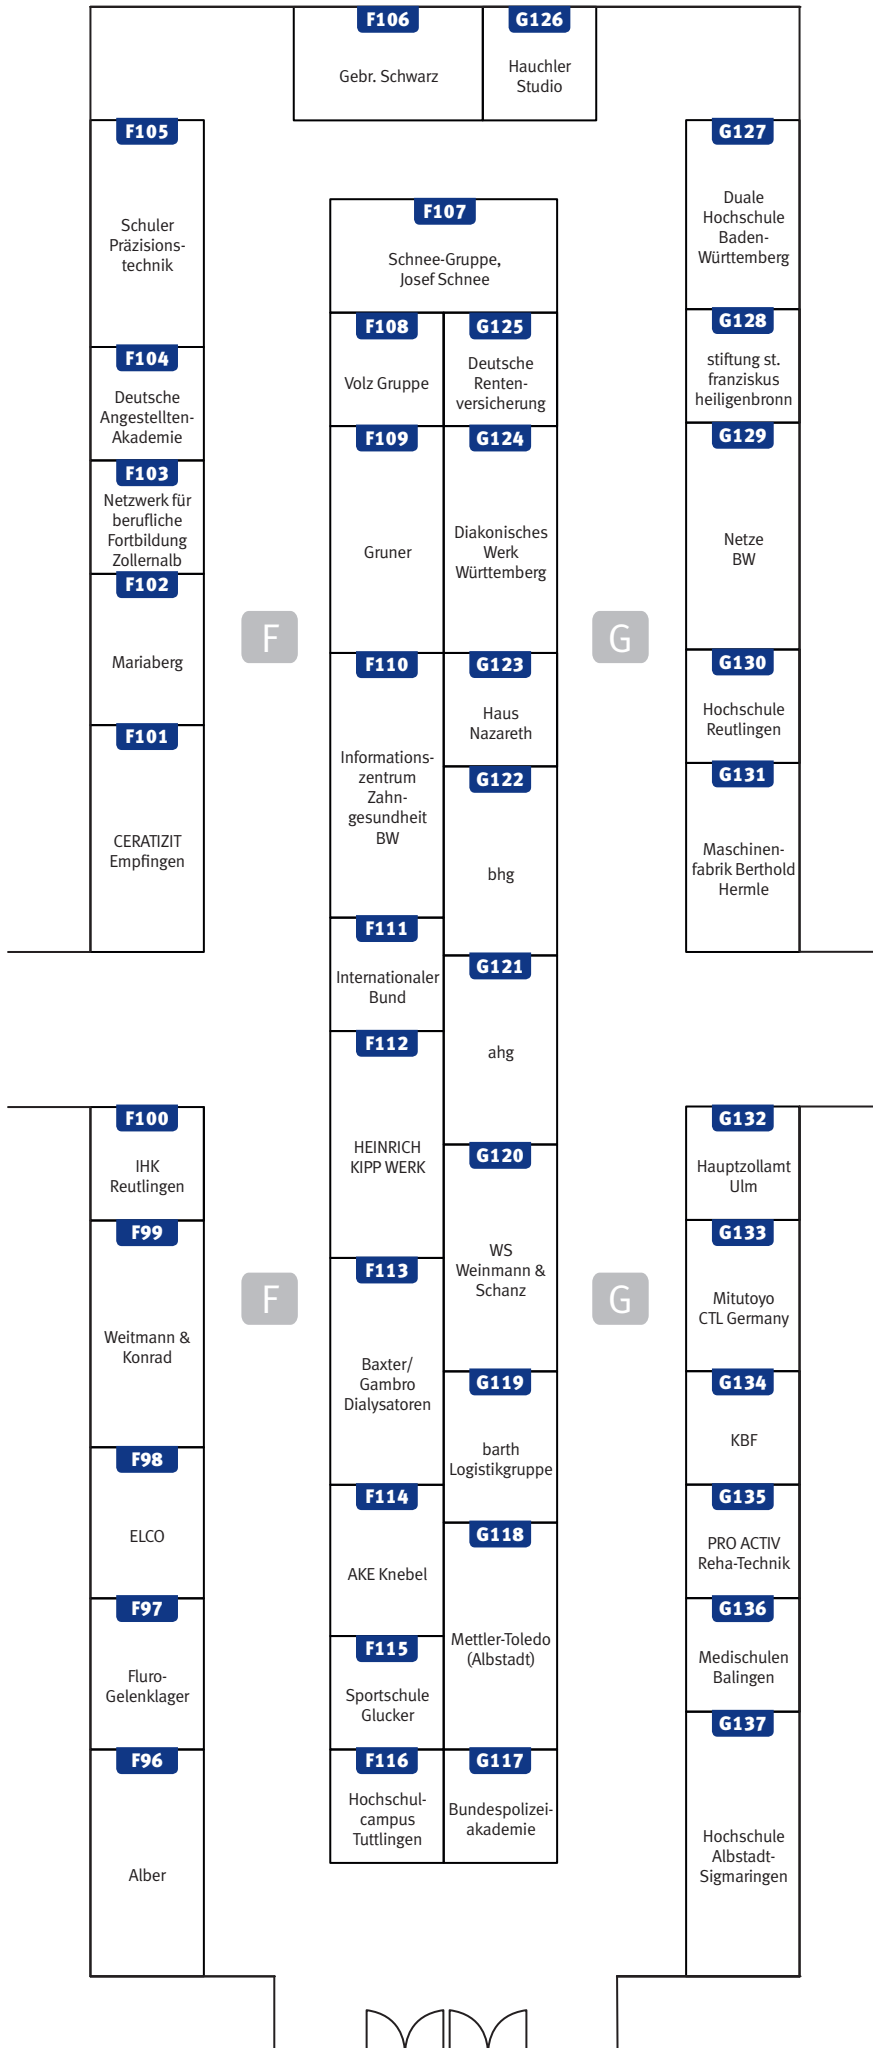 F106
Gebr. Schwarz
G126
Hauchler
Studio
F105
Schuler
Präzisions-
technik
F104
Deutsche
Angestellten-
Akademie
F103
Netzwerk für
berufliche
Fortbildung
Zollernalb
F102
Mariaberg
F101
CERATIZIT
Empfingen
F
F107
Schnee-Gruppe,
Josef Schnee
F108
Volz Gruppe
G125
Deutsche
Renten-
versicherung
F109
Gruner
G124
Diakonisches
Werk
Württemberg
F110
Informations-
zentrum
Zahn-
gesundheit
BW
G123
Haus
Nazareth
G122
bhg
F111
Internationaler
Bund
G121
ahg
G
G127
Duale
Hochschule
Baden-
Württemberg
G128
stiftung st.
franziskus
heiligenbronn
G129
Netze
BW
G130
Hochschule
Reutlingen
G131
Maschinen-
fabrik Berthold
Hermle
F100
IHK
Reutlingen
F99
Weitmann &
Konrad
F98
ELCO
F97
Fluro-
Gelenklager
F96
Alber
F
F112
HEINRICH
KIPP WERK
G120
WS
Weinmann &
Schanz
F113
Baxter/
Gambro
Dialysatoren
G119
barth
Logistikgruppe
F114
AKE Knebel
G118
Mettler-Toledo
(Albstadt)
F115
Sportschule
Glucker
F116
Hochschul-
campus
Tuttlingen
G117
Bundespolizei-
akademie
G
G132
Hauptzollamt
Ulm
G133
Mitutoyo
CTL Germany
G134
KBF
G135
PRO ACTIV
Reha-Technik
G136
Medischulen
Balingen
G137
Hochschule
Albstadt-
Sigmaringen